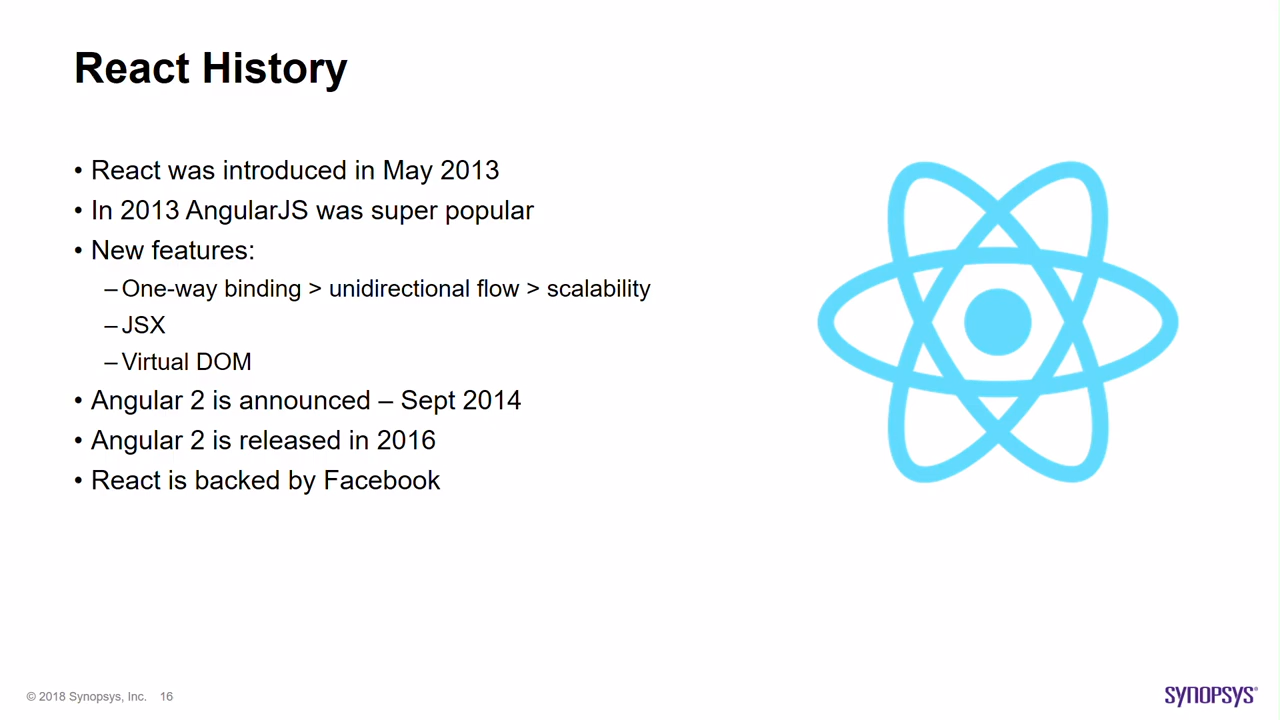 React History
• React was introduced in May 2013
• In 2013 AngularJS was super popular
• New features:
– One-way binding > unidirectional flow > scalability
– JSX
– Virtual DOM
• Angular 2 is announced – Sept 2014
• Angular 2 is released in 2016
• React is backed by Facebook
© 2018 Synopsys, Inc. 16
SYNOPSYS®